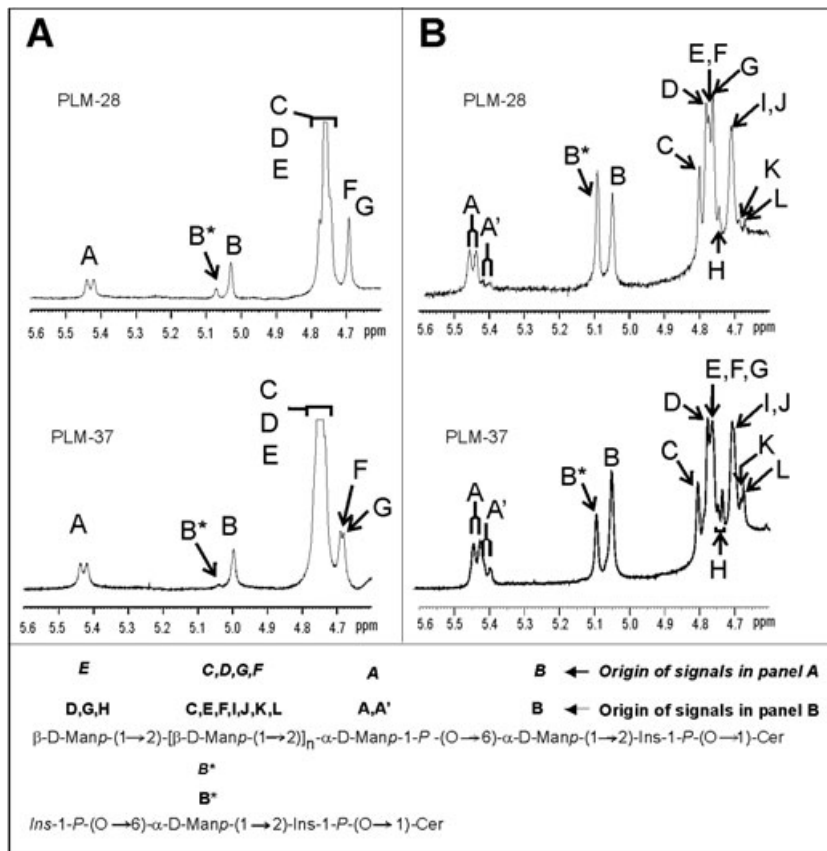 A
PLM-28
C
D
E
F
G
A
B*
B
5.6 5.5 5.4 5.3 5.2 5.1 5.0 4.9 4.8 4.7 ppm
PLM-37
C
D
E
F
G
A
B*
B
5.6 5.5 5.4 5.3 5.2 5.1 5.0 4.9 4.8 4.7 ppm
B
PLM-28
E,F
G
D
I,J
C
K
L
B*
B
A
A'
H
5.6 5.5 5.4 5.3 5.2 5.1 5.0 4.9 4.8 4.7 ppm
PLM-37
E,F,G
D
I,J
K
C
L
B*
B
A
A'
H
5.6 5.5 5.4 5.3 5.2 5.1 5.0 4.9 4.8 4.7 ppm
E C,D,G,F A B ← Origin of signals in panel A
D,G,H C,E,F,I,J,K,L A,A' B ← Origin of signals in panel B
β-D-Manp-(1→2)-[β-D-Manp-(1→2)]n-α-D-Manp-1-P-(O→6)-α-D-Manp-(1→2)-Ins-1-P-(O→1)-Cer
B*
B*
Ins-1-P-(O→6)-α-D-Manp-(1→2)-Ins-1-P-(O→1)-Cer